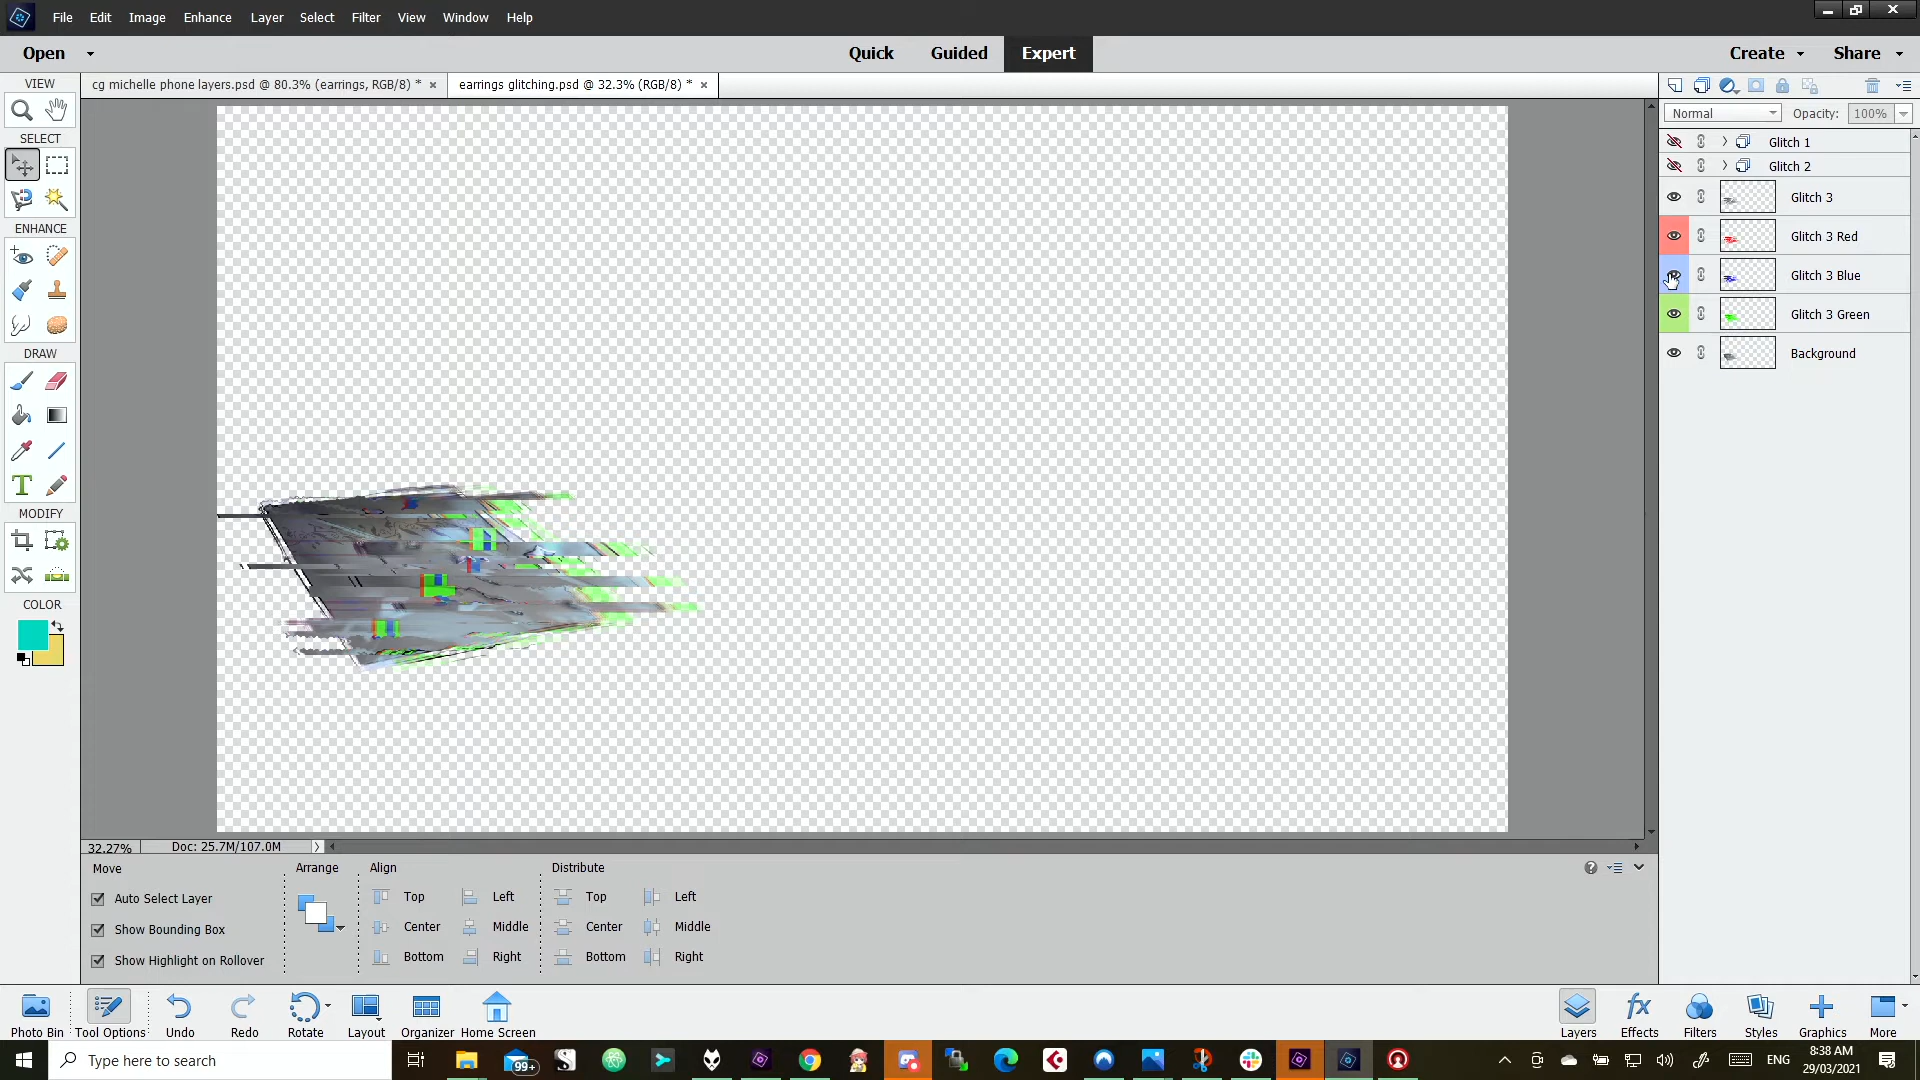 File Edit Image Enhance Layer Select Filter View Window Help
Open Quick Guided Expert Create Share
VIEW
cg michelle phone layers.psd @ 80.3% (earrings, RGB/8) * × earrings glitching.psd @ 32.3% (RGB/8) * ×
Normal Opacity: 100%
SELECT
Glitch 1
Glitch 2
Glitch 3
ENHANCE
Glitch 3 Red
Glitch 3 Blue
Glitch 3 Green
DRAW
Background
T
MODIFY
COLOR
32.27% Doc: 25.7M/107.0M
Move Arrange Align Distribute
Auto Select Layer Top Left Top Left
Show Bounding Box Center Middle Center Middle
Show Highlight on Rollover Bottom Right Bottom Right
fx
Photo Bin Tool Options Undo Redo Rotate Layout Organizer Home Screen Layers Effects Filters Styles Graphics More
Type here to search 99+ ENG 8:38 AM
29/03/2021